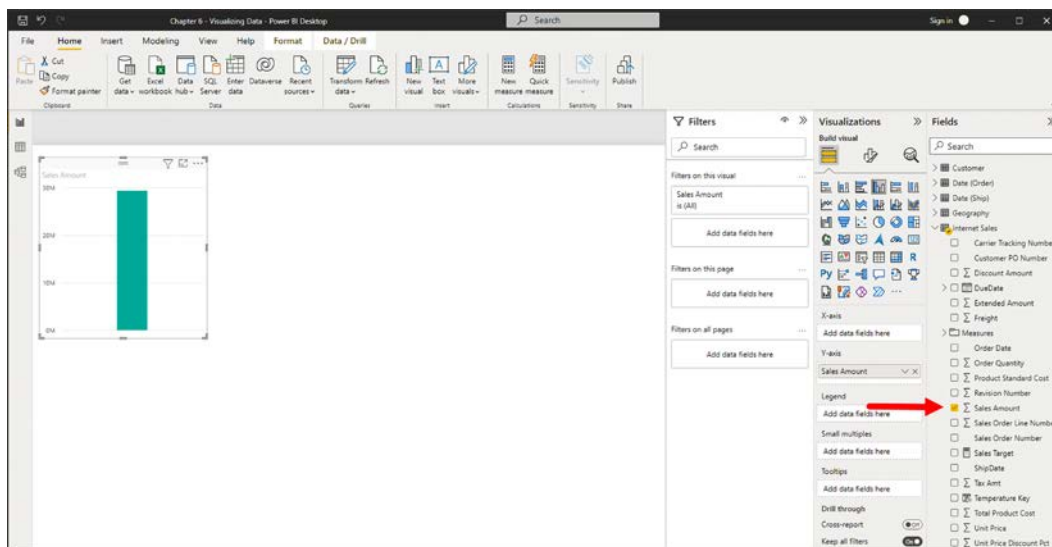 Chapter 6 - Visualizing Data - Power BI Desktop
Search
Sign in
File Home Insert Modeling View Help Format Data / Drill
Paste
Cut
Copy
Format painter
Clipboard
Get data
Excel workbook
Data hub
SQL Server
Enter data
Dataverse
Recent sources
Data
Transform data
Refresh
Queries
New visual
Text box
More visuals
Insert
New measure
Quick measure
Calculations
Sensitivity
Sensitivity
Publish
Share
Sales Amount
30M
20M
10M
0M
Filters
Search
Filters on this visual
Sales Amount
is (All)
Add data fields here
Filters on this page
Add data fields here
Filters on all pages
Add data fields here
Visualizations
Build visual
R
Py
X-axis
Add data fields here
Y-axis
Sales Amount
Legend
Add data fields here
Small multiples
Add data fields here
Tooltips
Add data fields here
Drill through
Cross-report
Off
Keep all filters
On
Fields
Search
Customer
Date (Order)
Date (Ship)
Geography
Internet Sales
Carrier Tracking Numbe
Customer PO Number
Discount Amount
DueDate
Extended Amount
Freight
Measures
Order Date
Order Quantity
Product Standard Cost
Revision Number
Sales Amount
Sales Order Line Numbe
Sales Order Number
Sales Target
ShipDate
Tax Amt
Temperature Key
Total Product Cost
Unit Price
Unit Price Discount Pct